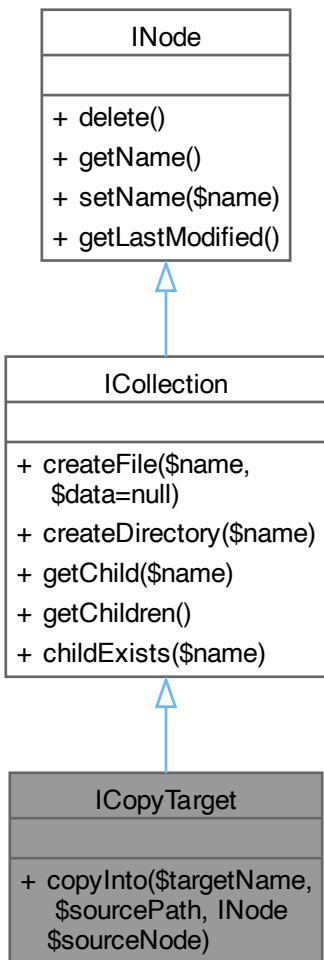 INode
+ delete()
+ getName()
+ setName($name)
+ getLastModified()
ICollection
+ createFile($name,
$data=null)
+ createDirectory($name)
+ getChild($name)
+ getChildren()
+ childExists($name)
ICopyTarget
+ copyInto($targetName,
$sourcePath, INode
$sourceNode)